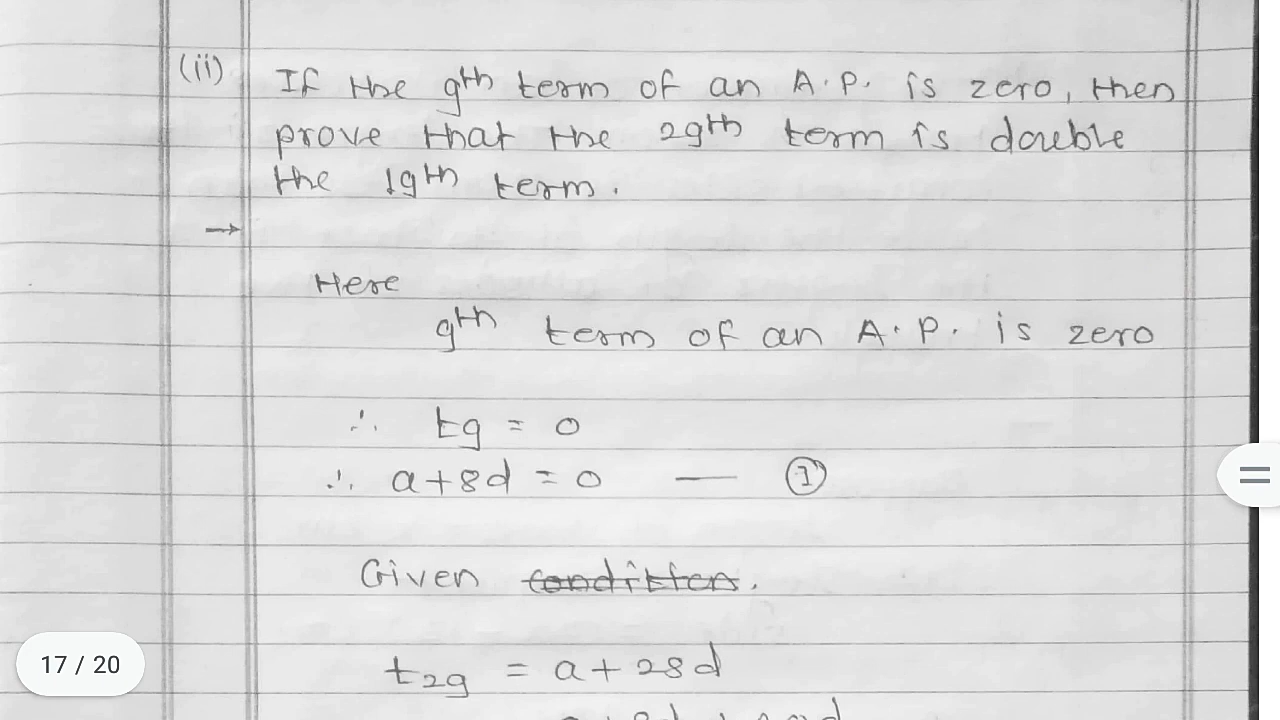 (ii) If the 9th term of an A.P. is zero, then
prove that the 29th term is double
the 19th term.
→
Here
9th term of an A.P. is zero
∴ t9 = 0
∴ a+8d = 0 — ①
Given condition.
t29 = a+28d
17 / 20